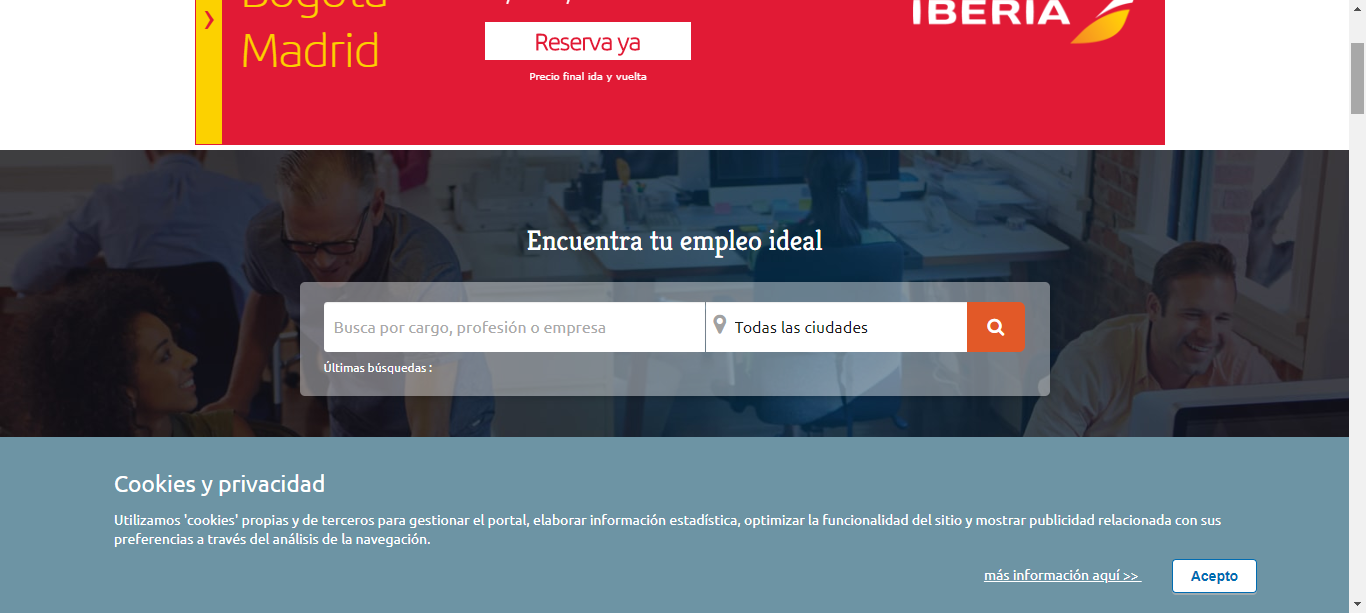 Bogotá
Madrid
Reserva ya
Precio final ida y vuelta
IBERIA
Encuentra tu empleo ideal
Busca por cargo, profesión o empresa
Todas las ciudades
Últimas búsquedas :
Cookies y privacidad
Utilizamos 'cookies' propias y de terceros para gestionar el portal, elaborar información estadística, optimizar la funcionalidad del sitio y mostrar publicidad relacionada con sus
preferencias a través del análisis de la navegación.
más información aquí >>
Acepto